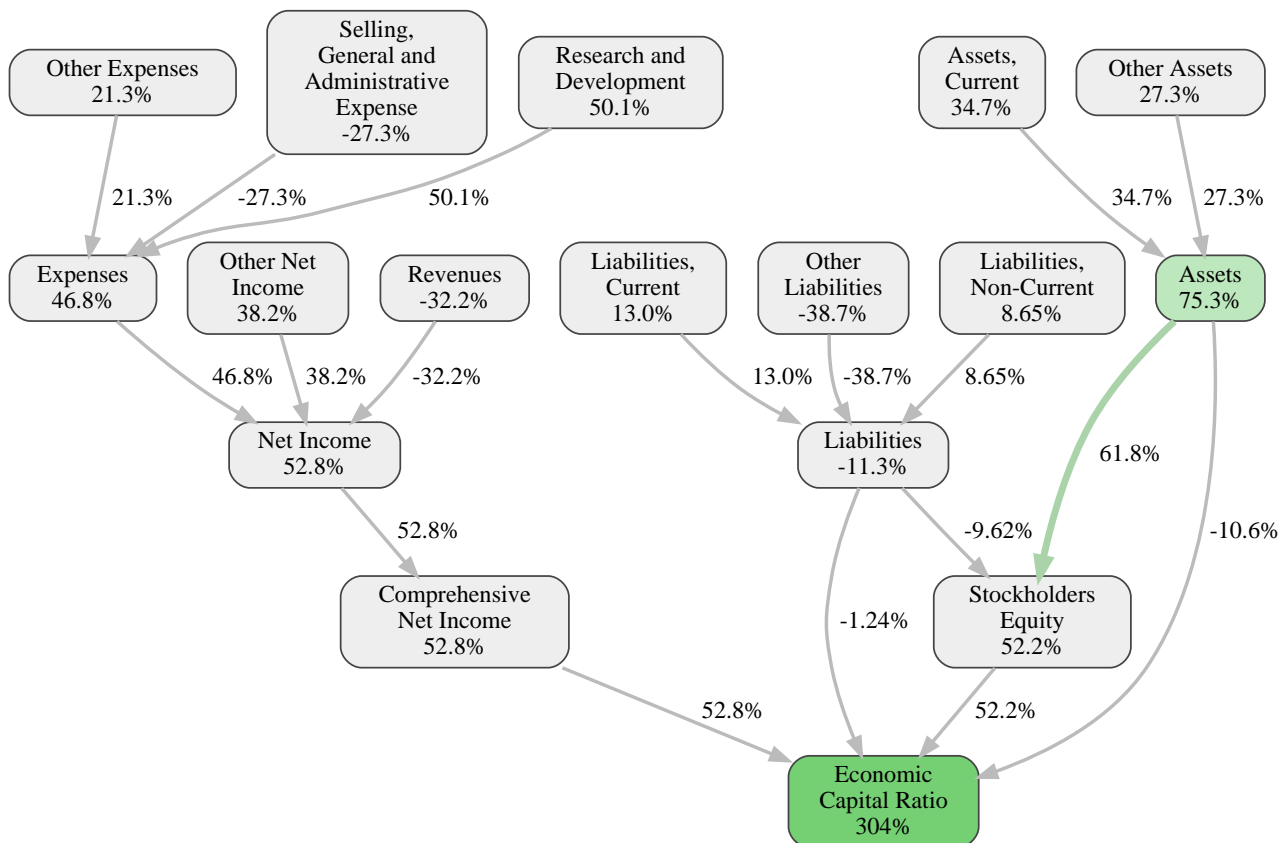 Selling,
General and
Administrative
Expense
-27.3%
Other Expenses
21.3%
Research and
Development
50.1%
Assets,
Current
34.7%
Other Assets
27.3%
21.3%
-27.3%
50.1%
34.7%
27.3%
Expenses
46.8%
Other Net
Income
38.2%
Revenues
-32.2%
Liabilities,
Current
13.0%
Other
Liabilities
-38.7%
Liabilities,
Non-Current
8.65%
Assets
75.3%
46.8%
38.2%
-32.2%
13.0%
-38.7%
8.65%
Net Income
52.8%
Liabilities
-11.3%
61.8%
52.8%
-9.62%
-10.6%
Comprehensive
Net Income
52.8%
-1.24%
Stockholders
Equity
52.2%
52.8%
52.2%
Economic
Capital Ratio
304%